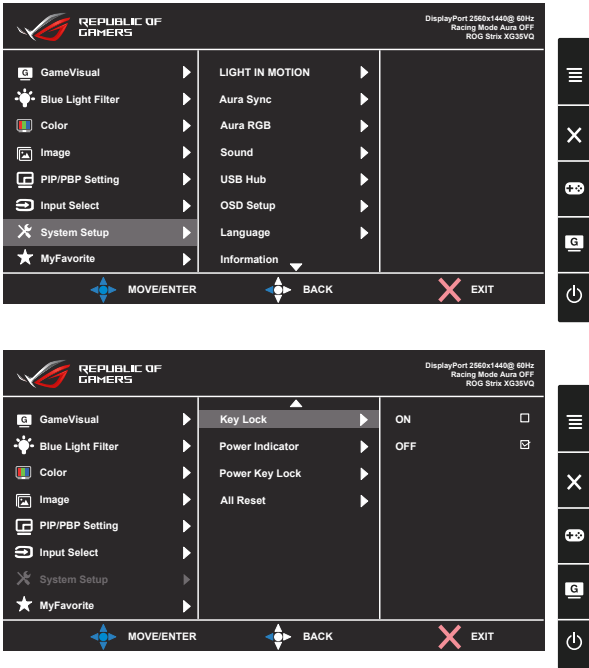 REPUBLIC OF
GAMERS
DisplayPort 2560x1440@ 60Hz
Racing Mode Aura OFF
ROG Strix XG35VQ
G GameVisual
Blue Light Filter
Color
Image
PIP/PBP Setting
Input Select
System Setup
MyFavorite
LIGHT IN MOTION
Aura Sync
Aura RGB
Sound
USB Hub
OSD Setup
Language
Information
MOVE/ENTER
BACK
EXIT
G
REPUBLIC OF
GAMERS
DisplayPort 2560x1440@ 60Hz
Racing Mode Aura OFF
ROG Strix XG35VQ
G GameVisual
Blue Light Filter
Color
Image
PIP/PBP Setting
Input Select
System Setup
MyFavorite
Key Lock
Power Indicator
Power Key Lock
All Reset
ON
OFF
MOVE/ENTER
BACK
EXIT
G